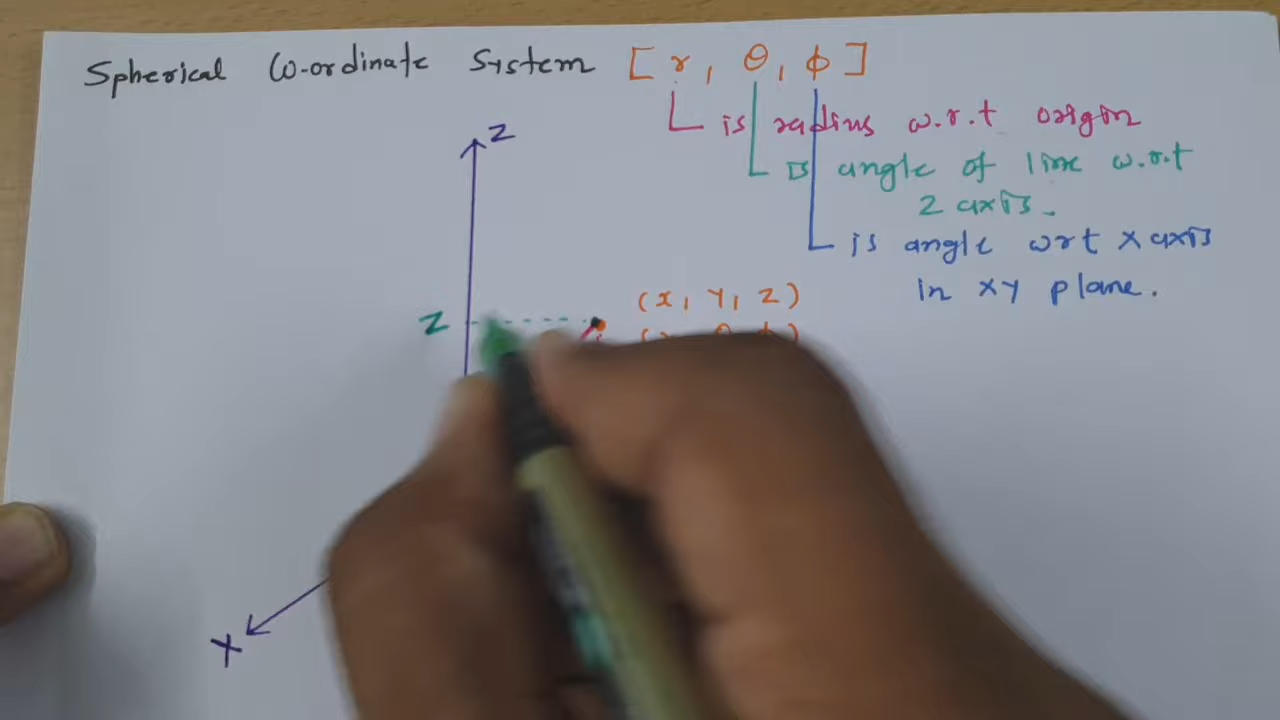 Spherical Co-ordinate System [r, θ, φ]
is radius w.r.t origin
is angle of line w.r.t
Z axis.
is angle wrt X axis
in XY plane.
Z
(x, y, z)
Z
X